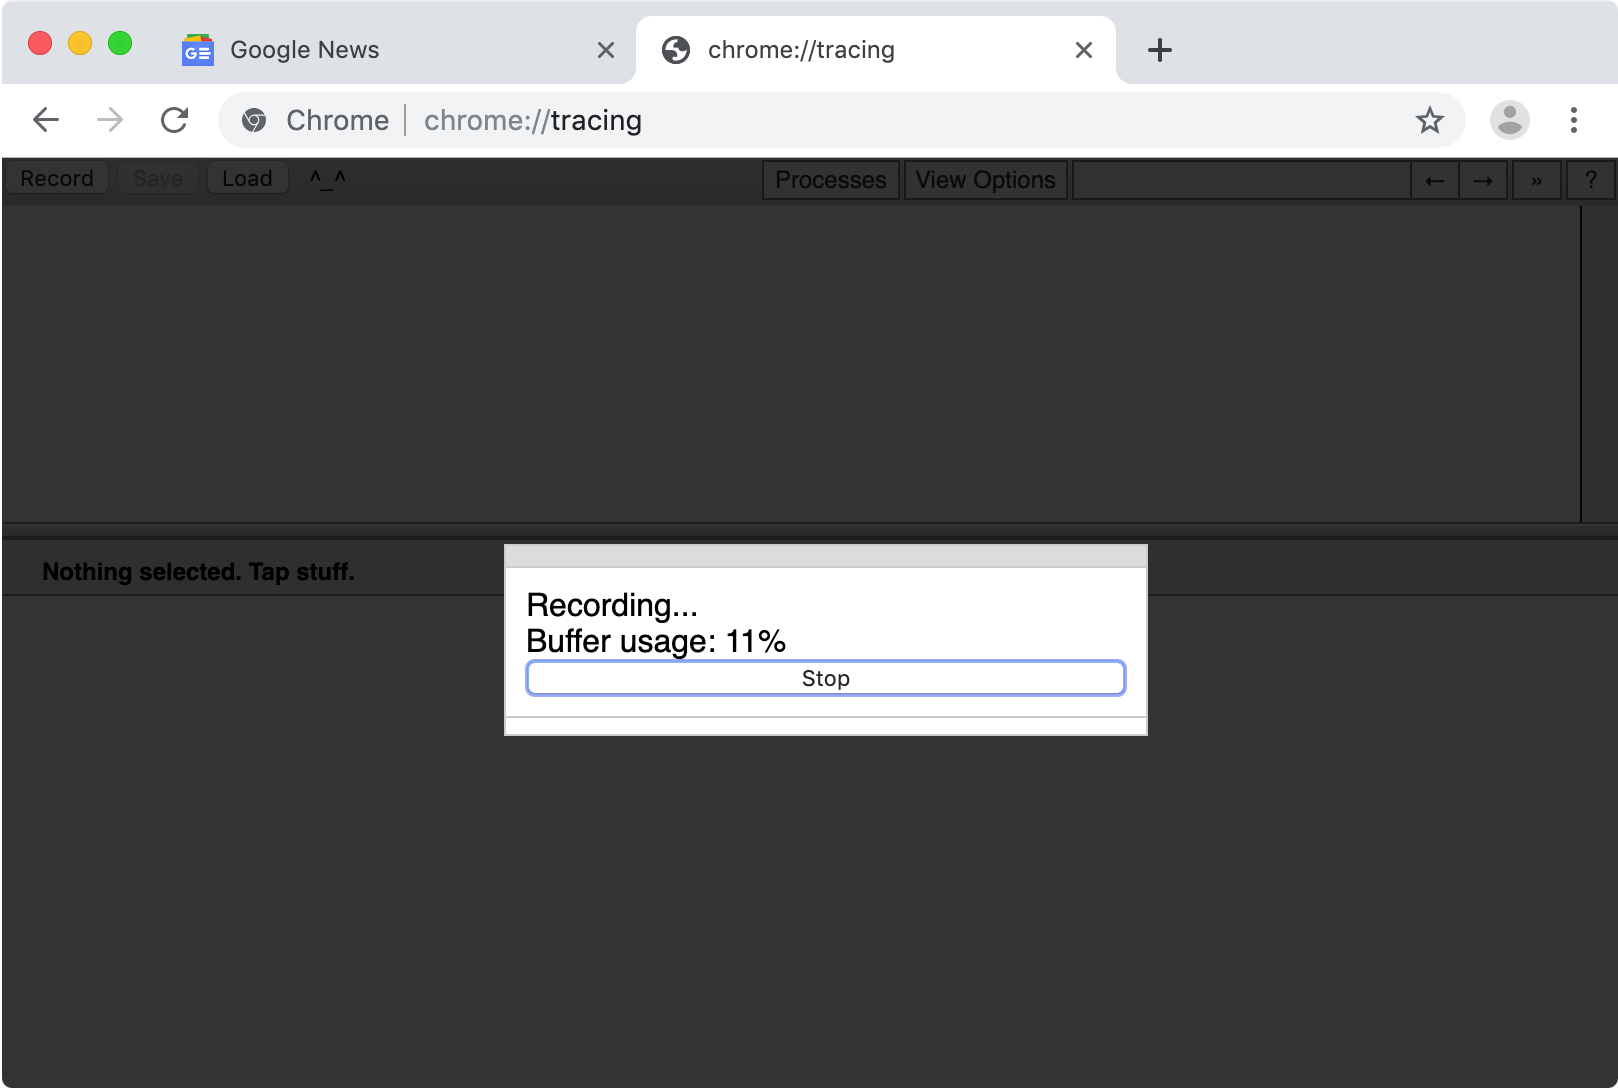 Google News
chrome://tracing
Chrome | chrome://tracing
Record Save Load ^_^ Processes View Options ← → » ?
Nothing selected. Tap stuff.
Recording...
Buffer usage: 11%
Stop